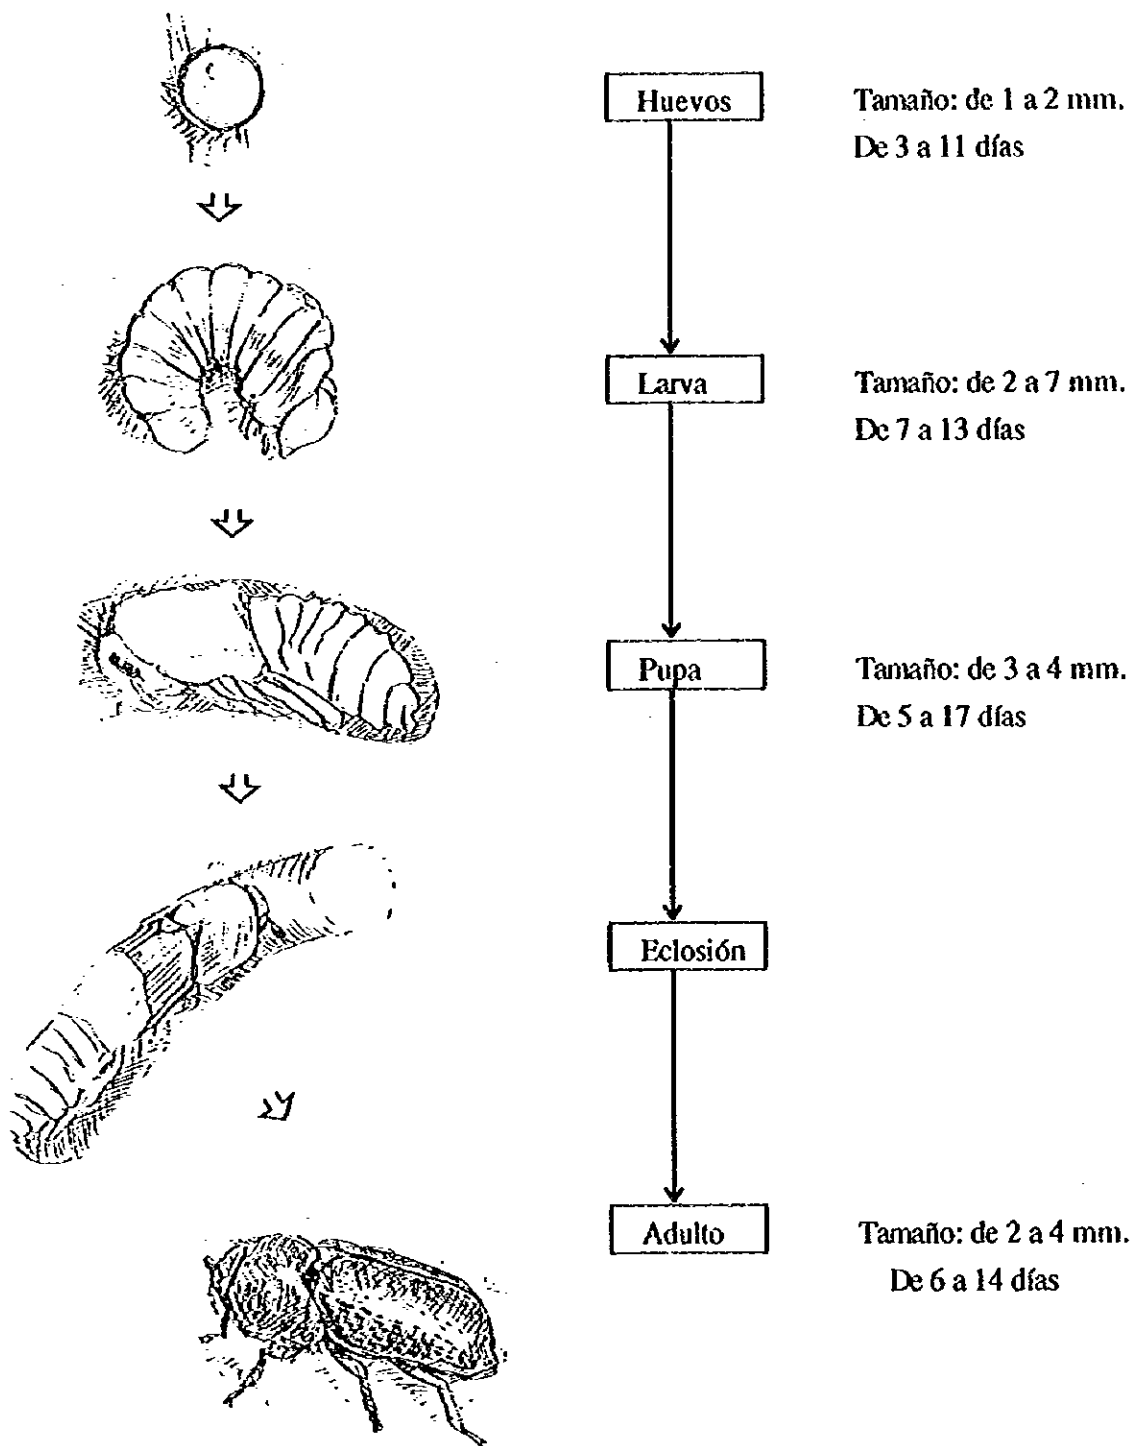 Huevos
Tamaño: de 1 a 2 mm.
De 3 a 11 días
Larva
Tamaño: de 2 a 7 mm.
De 7 a 13 días
Pupa
Tamaño: de 3 a 4 mm.
De 5 a 17 días
Eclosión
Adulto
Tamaño: de 2 a 4 mm.
De 6 a 14 días